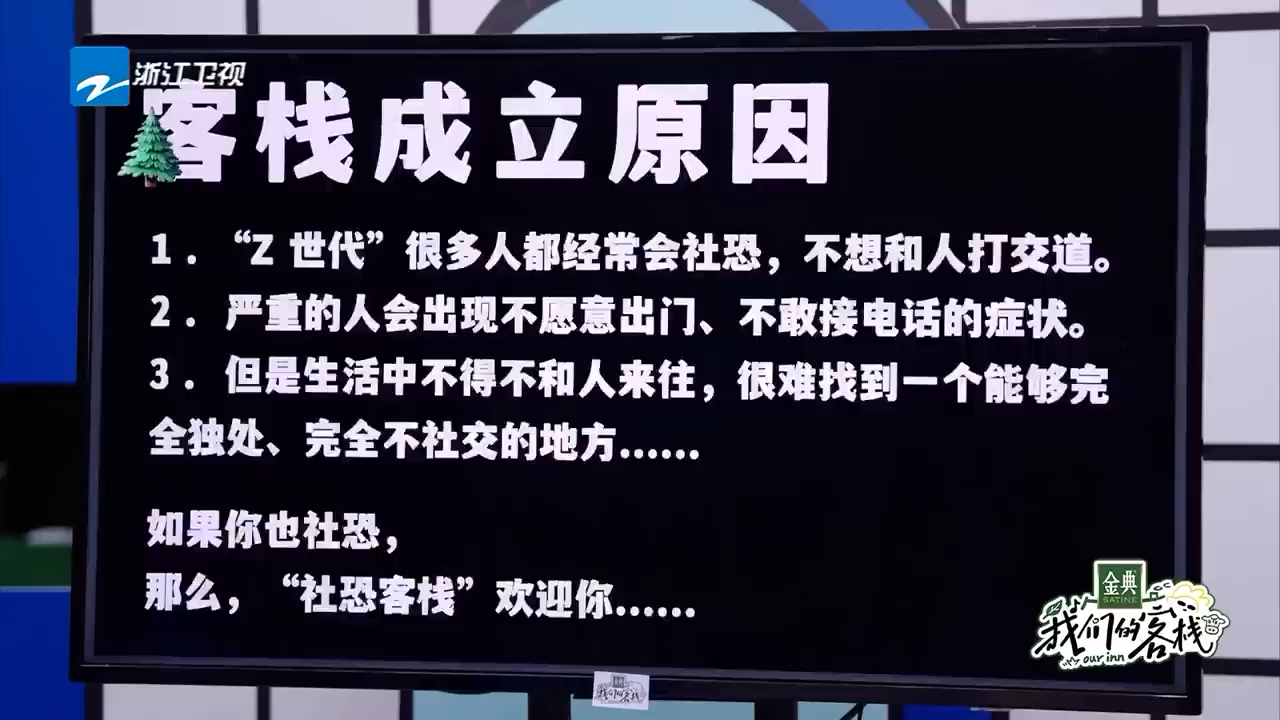 浙江卫视
客栈成立原因
1．“Z 世代”很多人都经常会社恐，不想和人打交道。
2．严重的人会出现不愿意出门、不敢接电话的症状。
3．但是生活中不得不和人来往，很难找到一个能够完
全独处、完全不社交的地方......
如果你也社恐，
那么，“社恐客栈”欢迎你......
金典
SATINE
我们的客栈
our inn
我们的客栈